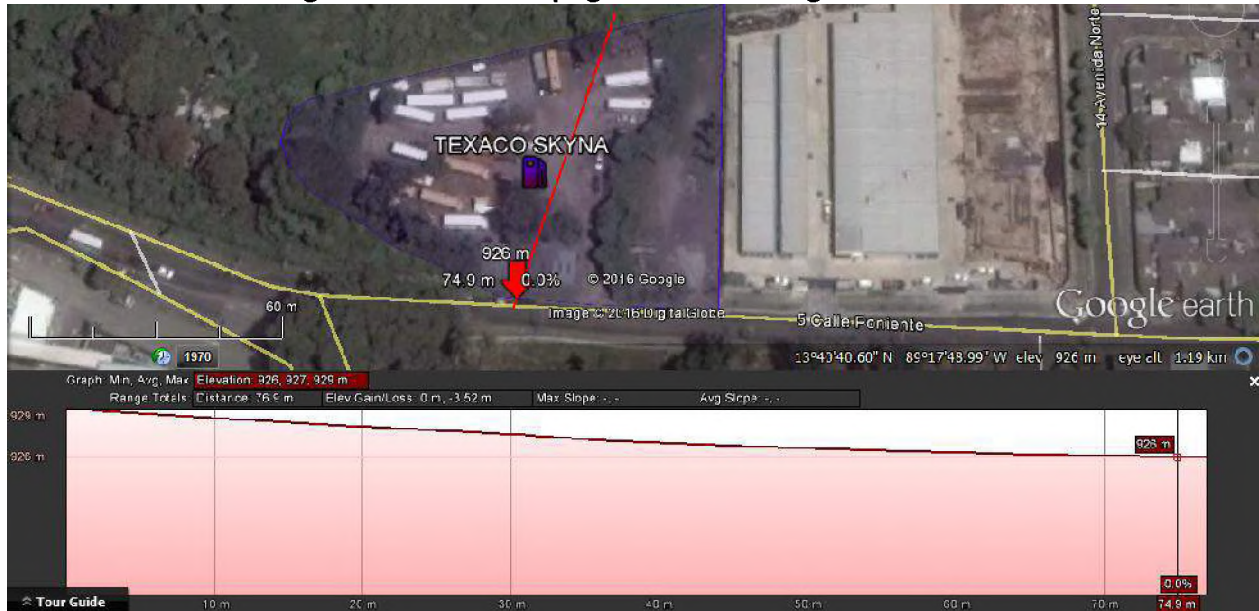 14 Avenida Norte
TEXACO SKYNA
926 m
74.9 m 0.0%
© 2016 Google
Image © 2016 DigitalGlobe
60 m
5 Calle Poniente
Google earth
1970
13°40'40.60" N 89°17'48.99" W elev 926 m eye alt 1.19 km
Graph: Min, Avg, Max Elevation: 926, 927, 929 m
Range Totals: Distance: 76.9 m Elev Gain/Loss: 0 m, -3.52 m Max Slope: -, - Avg Slope: -, -
929 m
926 m
926 m
0.0%
Tour Guide
10 m 20 m 30 m 40 m 50 m 60 m 70 m 74.9 m